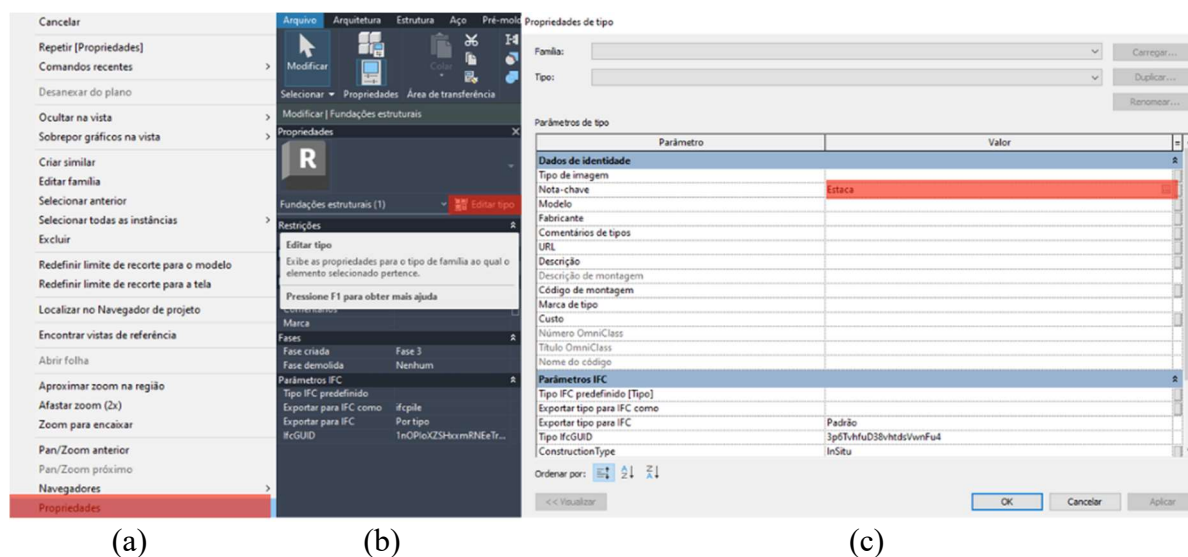 Cancelar
Repetir [Propriedades]
Comandos recentes
Desanexar do plano
Ocultar na vista
Sobrepor gráficos na vista
Criar similar
Editar família
Selecionar anterior
Selecionar todas as instâncias
Excluir
Redefinir limite de recorte para o modelo
Redefinir limite de recorte para a tela
Localizar no Navegador de projeto
Encontrar vistas de referência
Abrir folha
Aproximar zoom na região
Afastar zoom (2x)
Zoom para encaixar
Pan/Zoom anterior
Pan/Zoom próximo
Navegadores
Propriedades
(a)
Arquivo Arquitetura Estrutura Aço Pré-mold
Modificar Colar
Selecionar Propriedades Área de transferência
Modificar | Fundações estruturais
Propriedades
R
Fundações estruturais (1) Editar tipo
Restrições
Editar tipo
Exibe as propriedades para o tipo de família ao qual o
elemento selecionado pertence.
Pressione F1 para obter mais ajuda
Comentários
Marca
Fases
Fase criada Fase 3
Fase demolida Nenhum
Parâmetros IFC
Tipo IFC predefinido
Exportar para IFC como ifcpile
Exportar para IFC Por tipo
IfcGUID 1nOPloXZSHxxmRNEeTr...
(b)
Propriedades de tipo
Família: Carregar...
Tipo: Duplicar...
Renomear...
Parâmetros de tipo
Parâmetro Valor =
Dados de identidade
Tipo de imagem
Nota-chave Estaca
Modelo
Fabricante
Comentários de tipos
URL
Descrição
Descrição de montagem
Código de montagem
Marca de tipo
Custo
Número OmniClass
Título OmniClass
Nome do código
Parâmetros IFC
Tipo IFC predefinido [Tipo]
Exportar tipo para IFC como
Exportar tipo para IFC Padrão
Tipo IfcGUID 3p6TvhfuD38vhtdsVwnFu4
ConstructionType InSitu
Ordenar por:
<< Visualizar OK Cancelar Aplicar
(c)